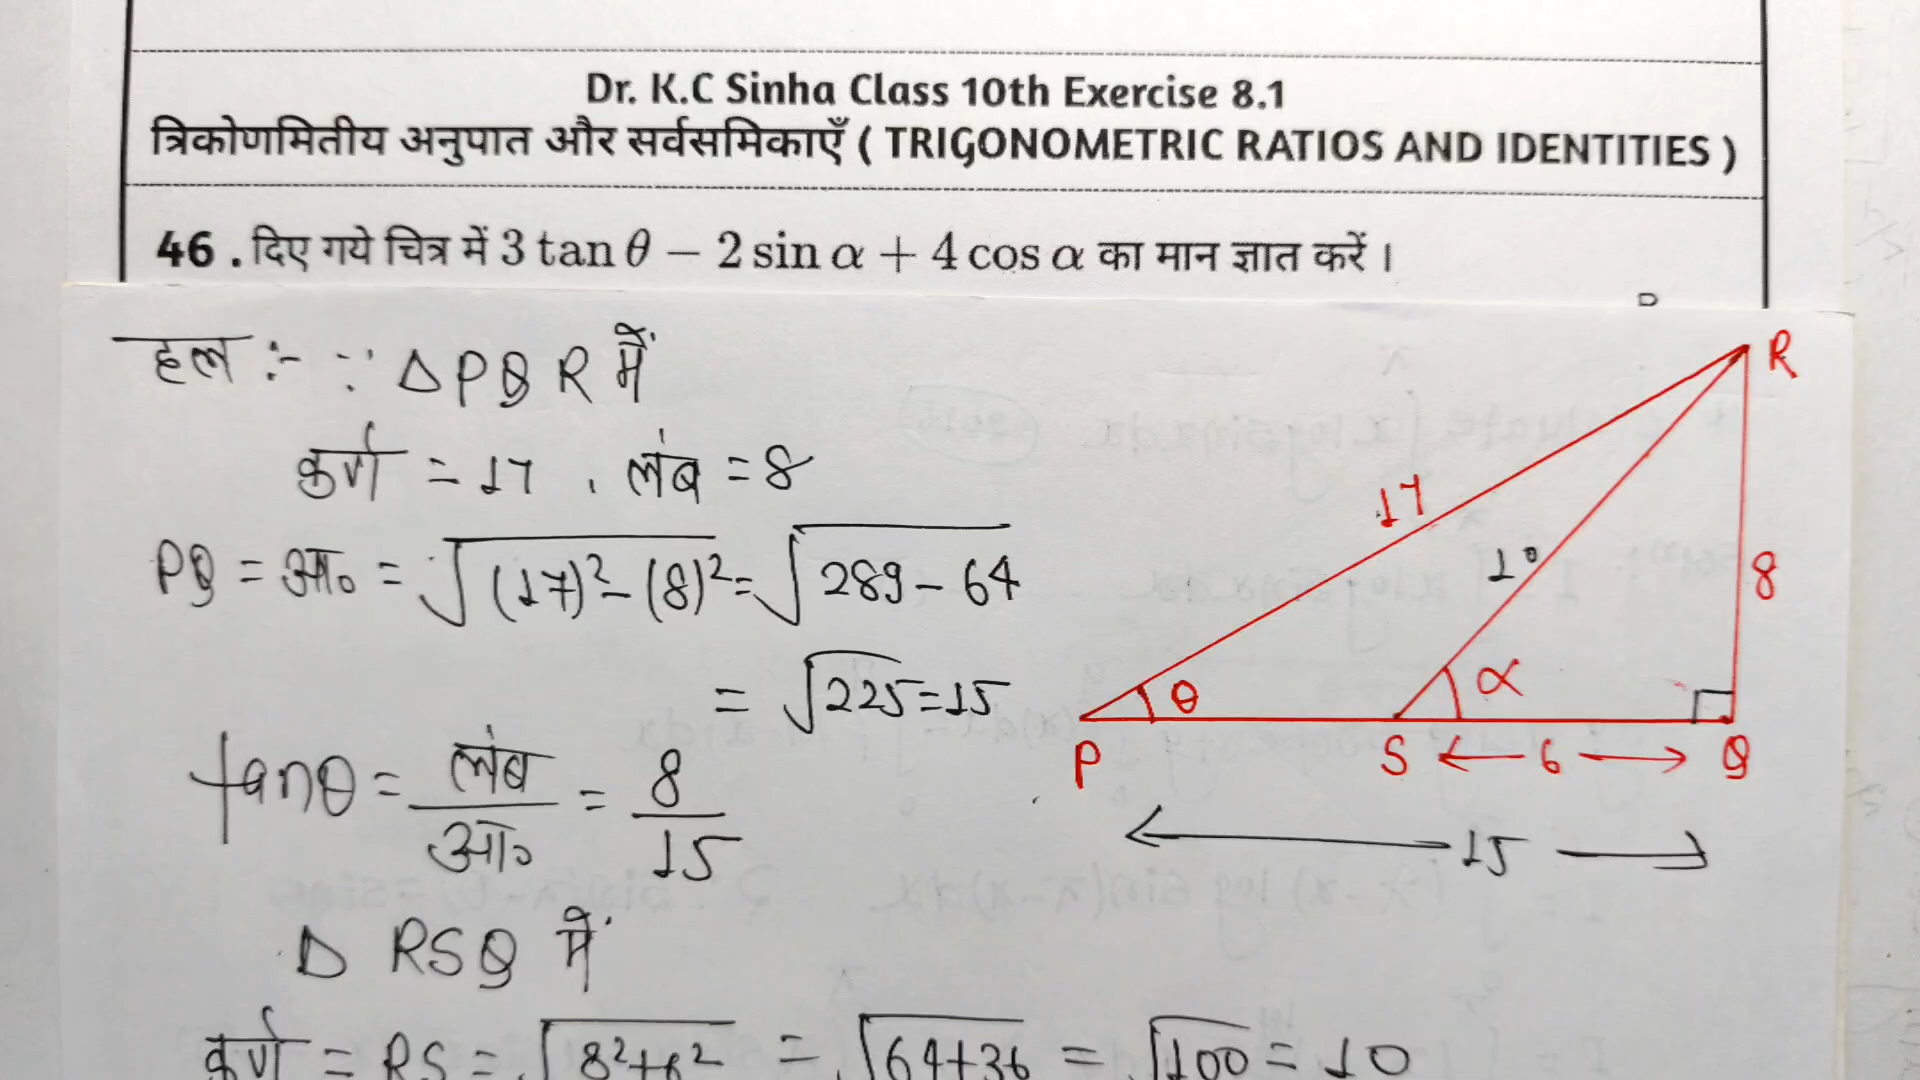 Dr. K.C Sinha Class 10th Exercise 8.1
त्रिकोणमितीय अनुपात और सर्वसमिकाएँ ( TRIGONOMETRIC RATIOS AND IDENTITIES )
46 . दिए गये चित्र में 3 tan θ − 2 sin α + 4 cos α का मान ज्ञात करें ।
हल :- ∵ Δ PQR में
कर्ण = 17 , लंब = 8
PQ = आ० = √(17)² − (8)² = √289 − 64
= √225 = 15
tanθ = लंब/आ० = 8/15
Δ RSQ में
कर्ण = RS = √8²+6² = √64+36 = √100 = 10
R
17
10
8
θ
α
P
S ← 6 → Q
← 15 →